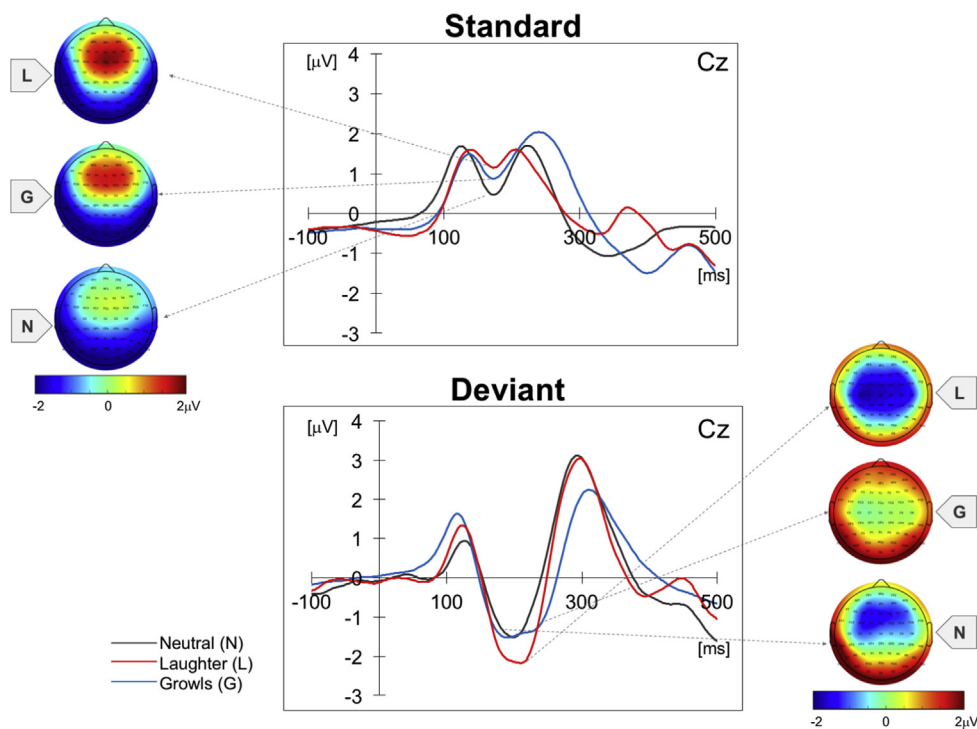 Standard
[μV]
Cz
4
3
2
1
0
-1
-2
-3
-100
100
300
500
[ms]
L
G
N
-2
0
2μV
Deviant
[μV]
Cz
4
3
2
1
0
-1
-2
-3
-100
100
300
500
[ms]
Neutral (N)
Laughter (L)
Growls (G)
L
G
N
-2
0
2μV